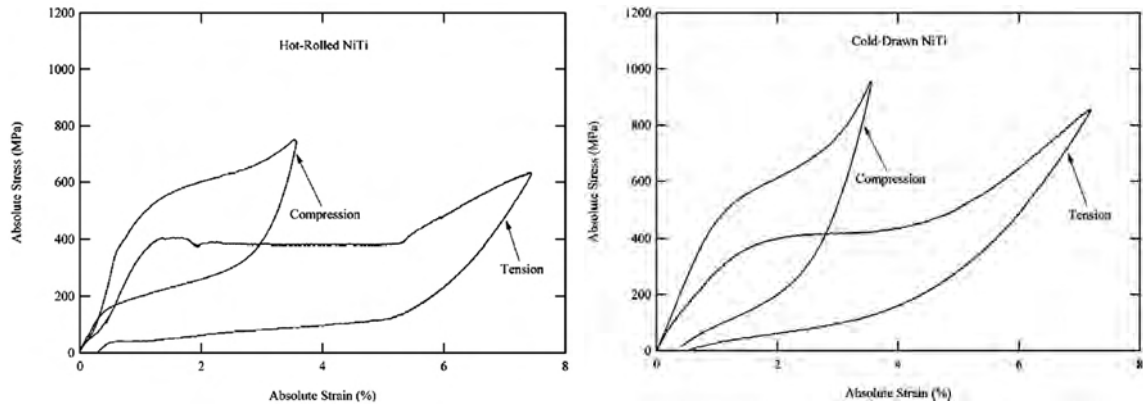 1200
1000
800
600
400
200
0
Absolute Stress (MPa)
Hot-Rolled NiTi
Compression
Tension
0 2 4 6 8
Absolute Strain (%)
1200
1000
800
600
400
200
0
Absolute Stress (MPa)
Cold-Drawn NiTi
Compression
Tension
0 2 4 6 8
Absolute Strain (%)